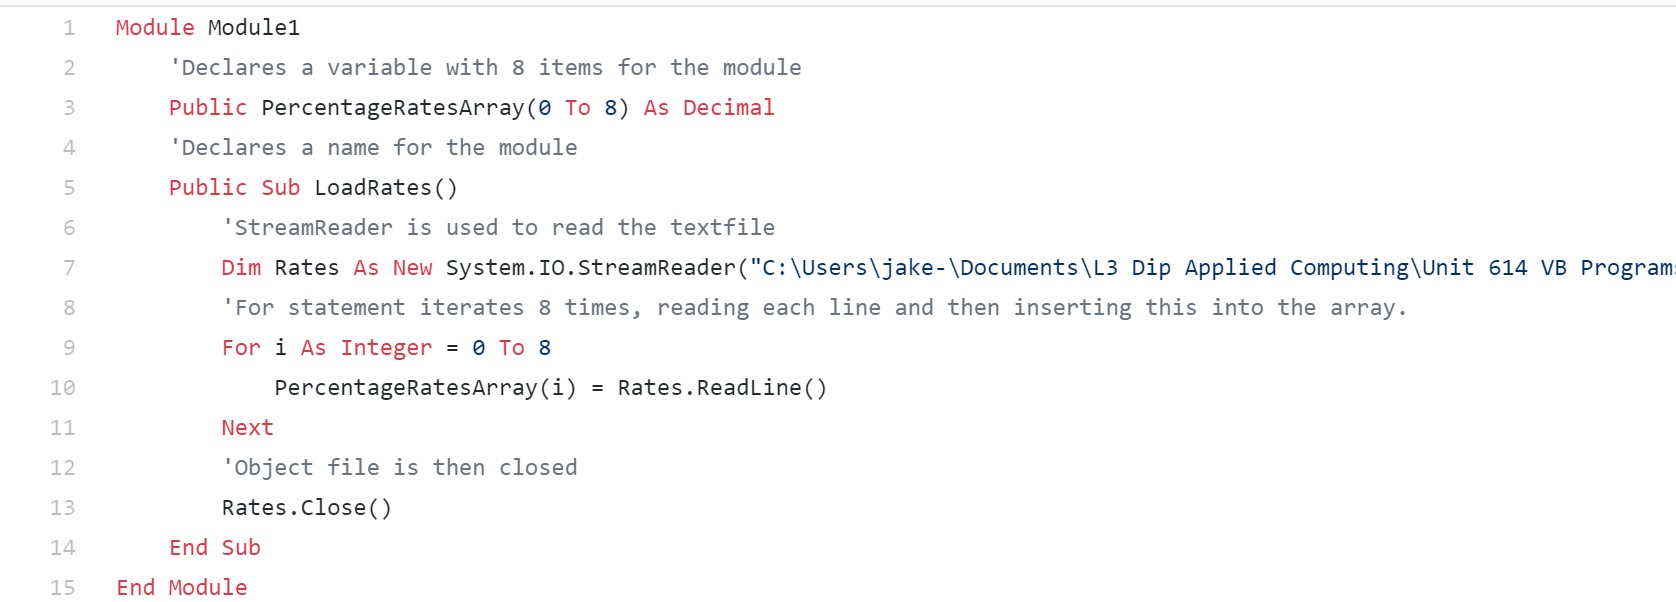 1 Module Module1
2 'Declares a variable with 8 items for the module
3 Public PercentageRatesArray(0 To 8) As Decimal
4 'Declares a name for the module
5 Public Sub LoadRates()
6 'StreamReader is used to read the textfile
7 Dim Rates As New System.IO.StreamReader("C:\Users\jake-\Documents\L3 Dip Applied Computing\Unit 614 VB Program
8 'For statement iterates 8 times, reading each line and then inserting this into the array.
9 For i As Integer = 0 To 8
10 PercentageRatesArray(i) = Rates.ReadLine()
11 Next
12 'Object file is then closed
13 Rates.Close()
14 End Sub
15 End Module